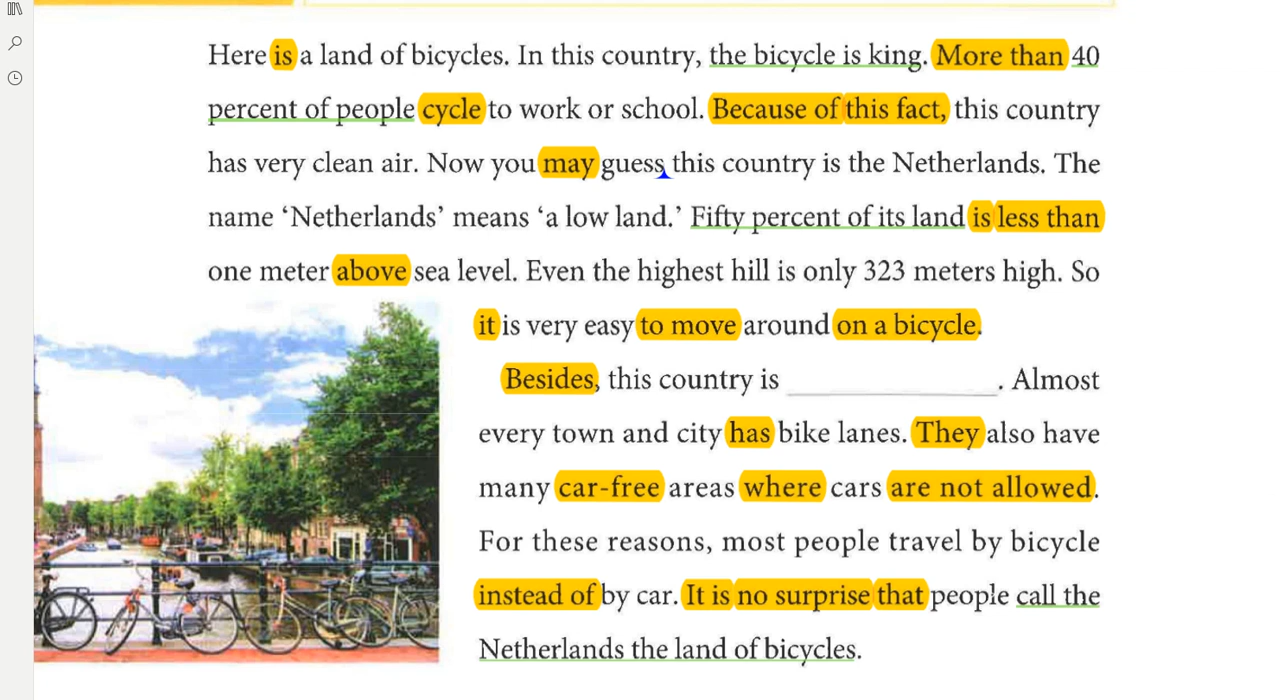 Here is a land of bicycles. In this country, the bicycle is king. More than 40
percent of people cycle to work or school. Because of this fact, this country
has very clean air. Now you may guess this country is the Netherlands. The
name ‘Netherlands’ means ‘a low land.’ Fifty percent of its land is less than
one meter above sea level. Even the highest hill is only 323 meters high. So
it is very easy to move around on a bicycle.
Besides, this country is ____________. Almost
every town and city has bike lanes. They also have
many car-free areas where cars are not allowed.
For these reasons, most people travel by bicycle
instead of by car. It is no surprise that people call the
Netherlands the land of bicycles.